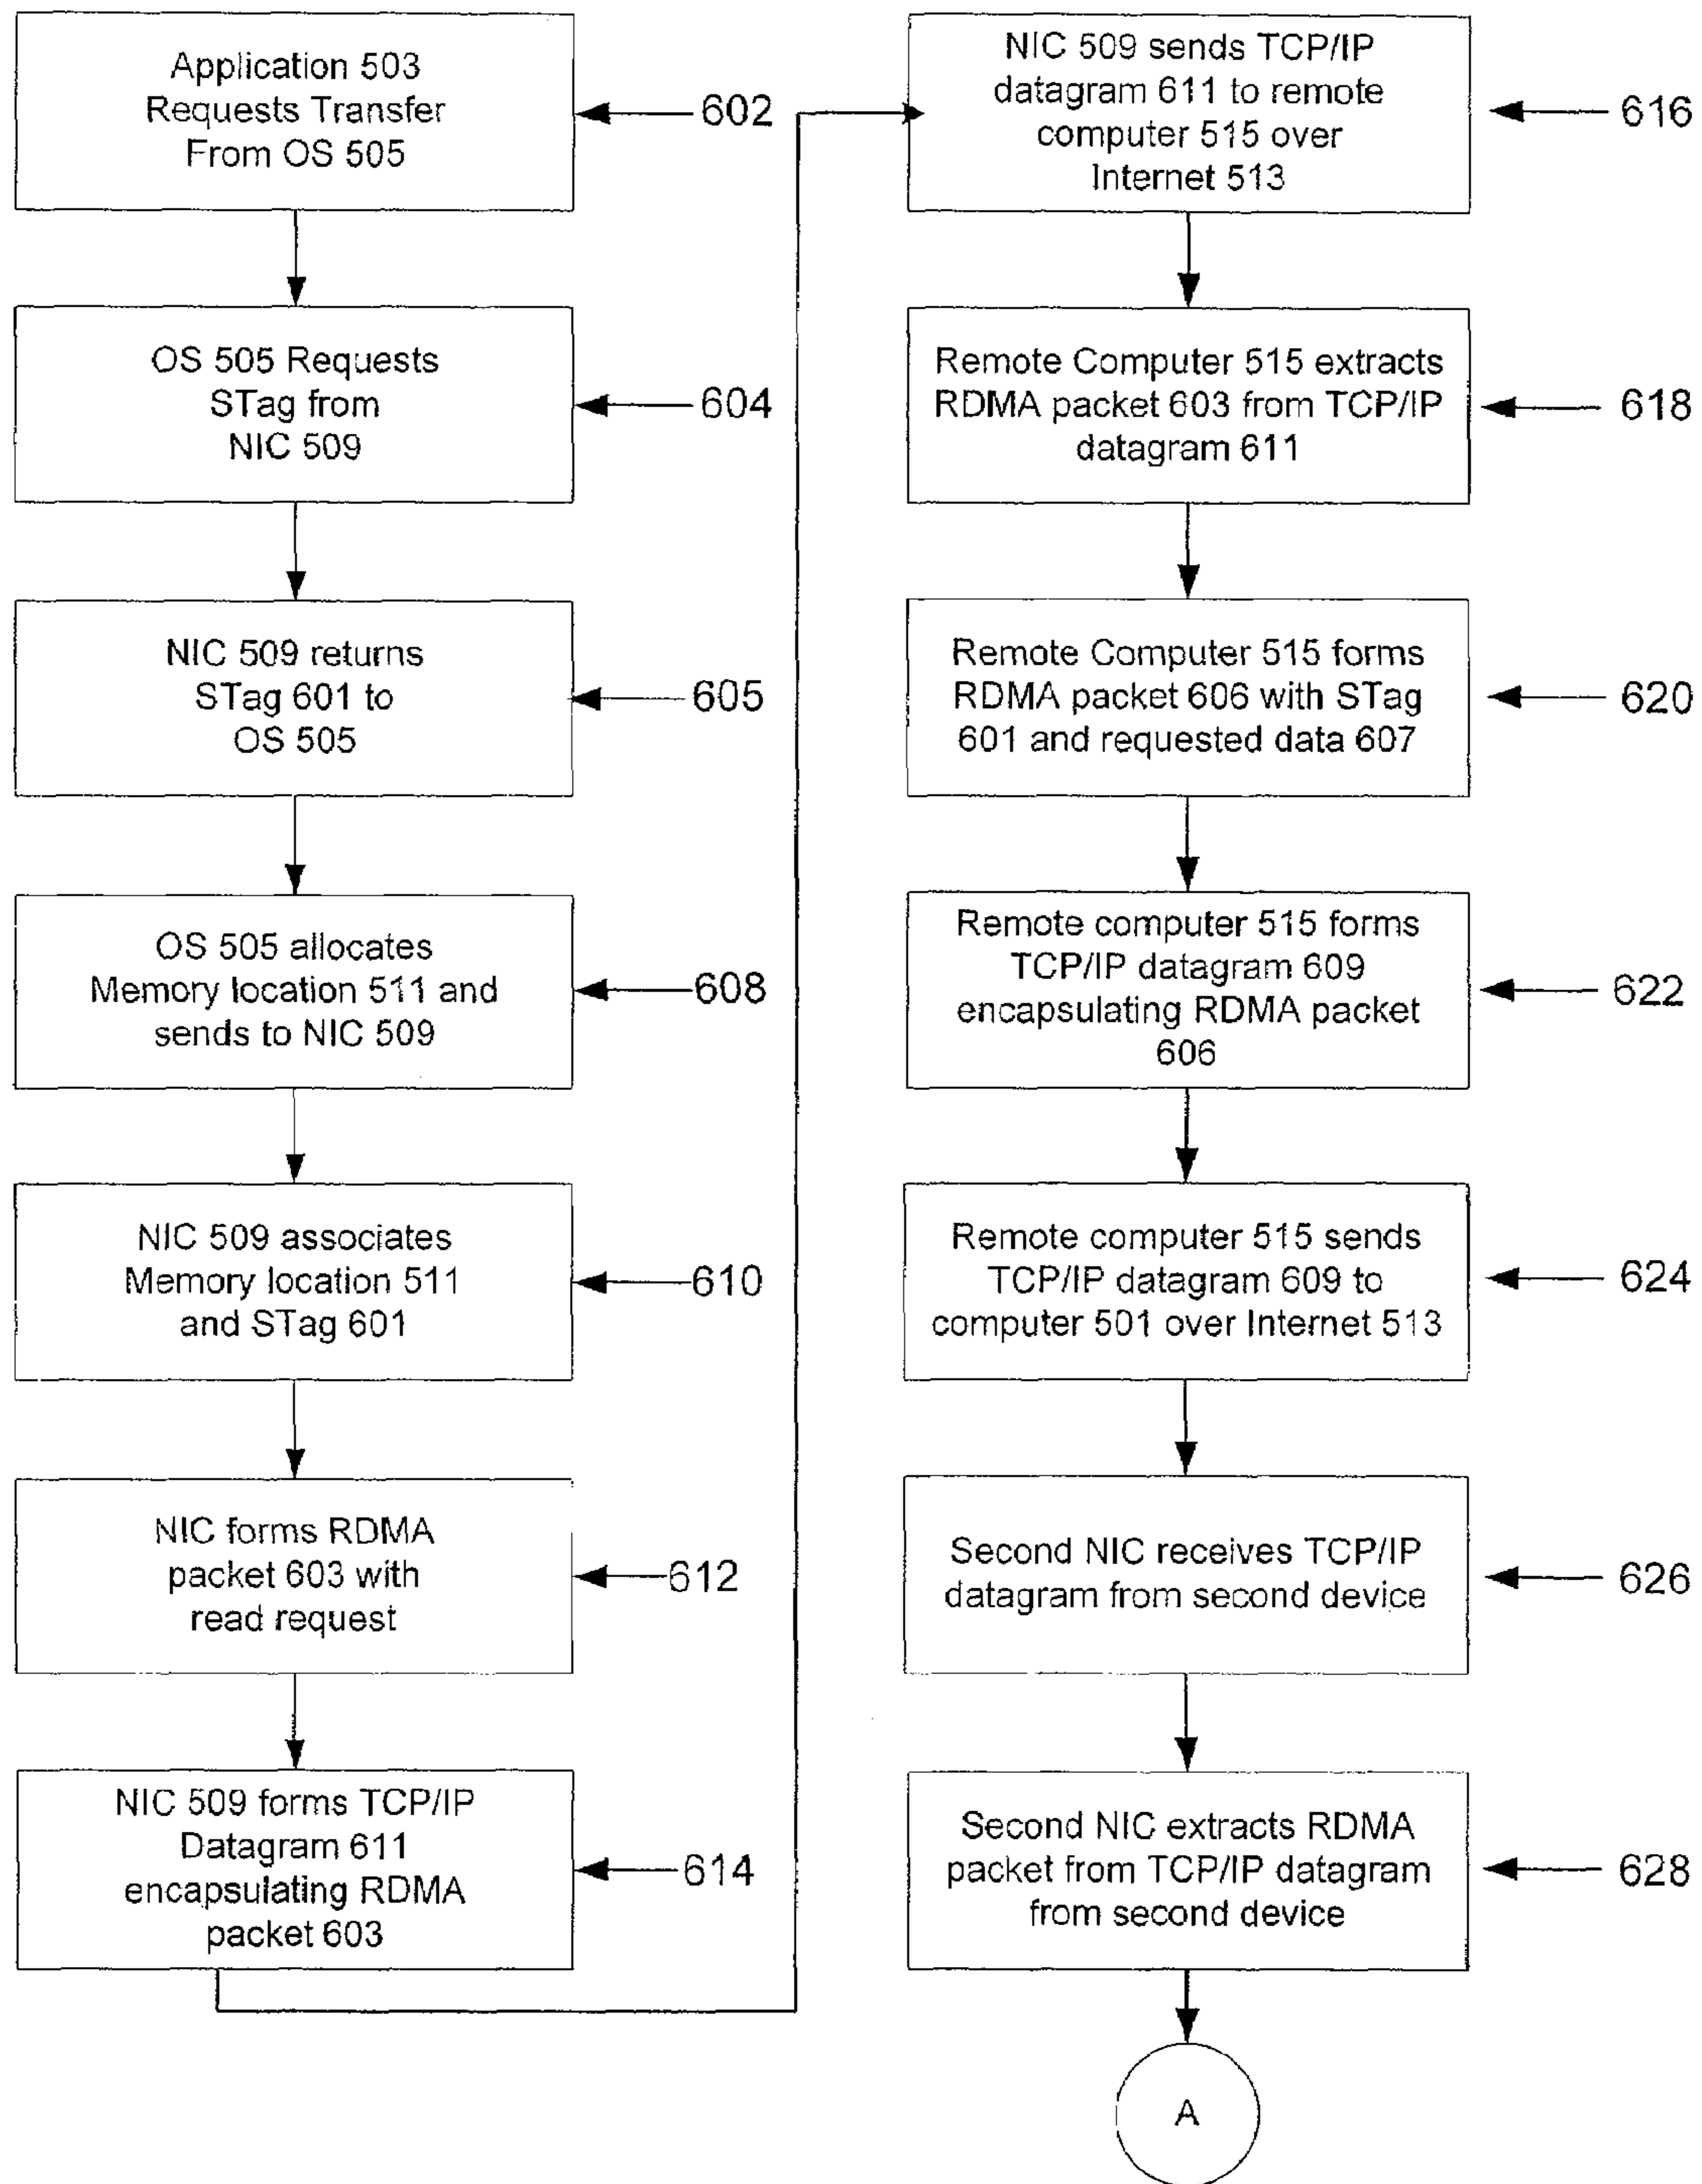 Application 503
Requests Transfer
From OS 505
602
OS 505 Requests
STag from
NIC 509
604
NIC 509 returns
STag 601 to
OS 505
605
OS 505 allocates
Memory location 511 and
sends to NIC 509
608
NIC 509 associates
Memory location 511
and STag 601
610
NIC forms RDMA
packet 603 with
read request
612
NIC 509 forms TCP/IP
Datagram 611
encapsulating RDMA
packet 603
614
NIC 509 sends TCP/IP
datagram 611 to remote
computer 515 over
Internet 513
616
Remote Computer 515 extracts
RDMA packet 603 from TCP/IP
datagram 611
618
Remote Computer 515 forms
RDMA packet 606 with STag
601 and requested data 607
620
Remote computer 515 forms
TCP/IP datagram 609
encapsulating RDMA packet
606
622
Remote computer 515 sends
TCP/IP datagram 609 to
computer 501 over Internet 513
624
Second NIC receives TCP/IP
datagram from second device
626
Second NIC extracts RDMA
packet from TCP/IP datagram
from second device
628
A